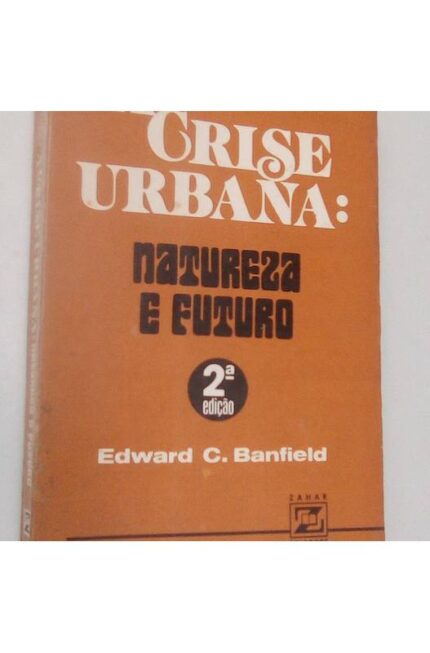 CRISE
URBANA:
NATUREZA
E FUTURO
2ª
edição
Edward C. Banfield
ZAHAR